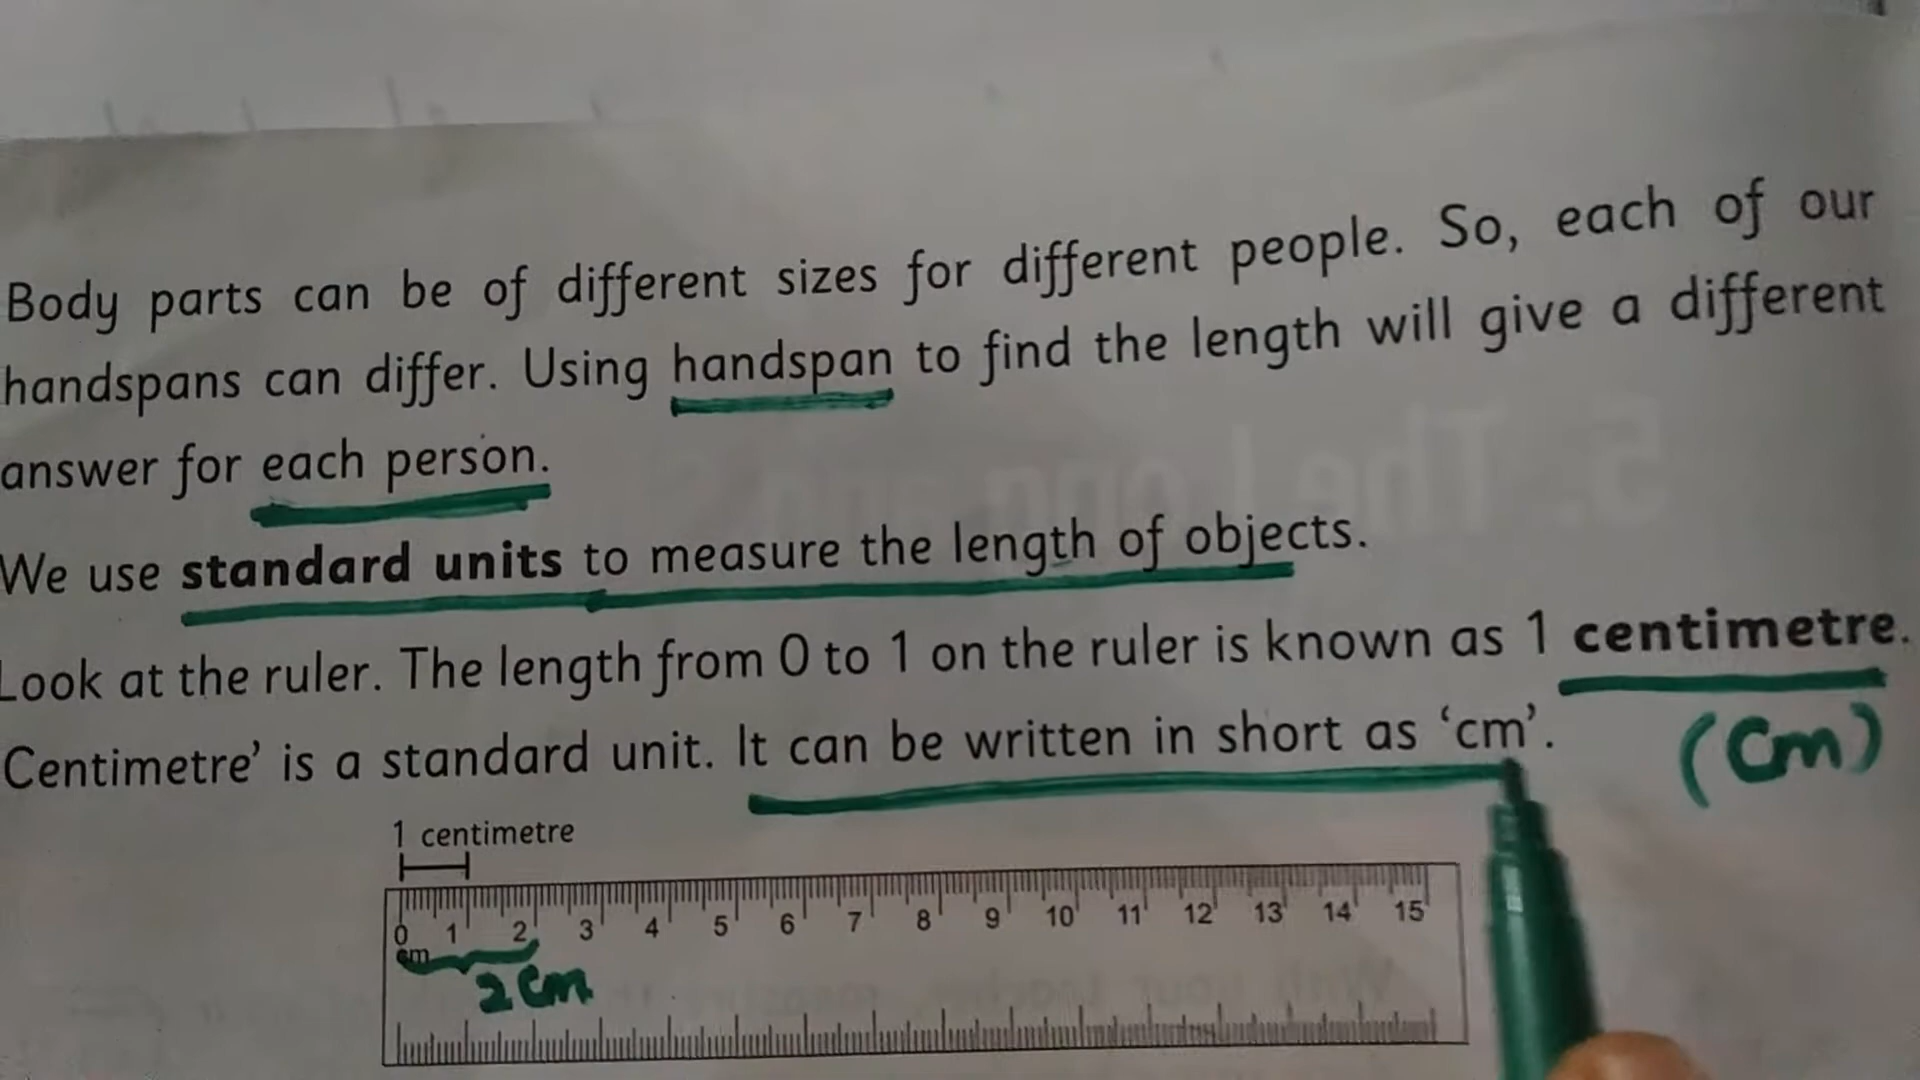 Body parts can be of different sizes for different people. So, each of our
handspans can differ. Using handspan to find the length will give a different
answer for each person.
We use standard units to measure the length of objects.
Look at the ruler. The length from 0 to 1 on the ruler is known as 1 centimetre.
Centimetre’ is a standard unit. It can be written in short as ‘cm’.
(cm)
1 centimetre
0 1 2 3 4 5 6 7 8 9 10 11 12 13 14 15
cm
2 cm